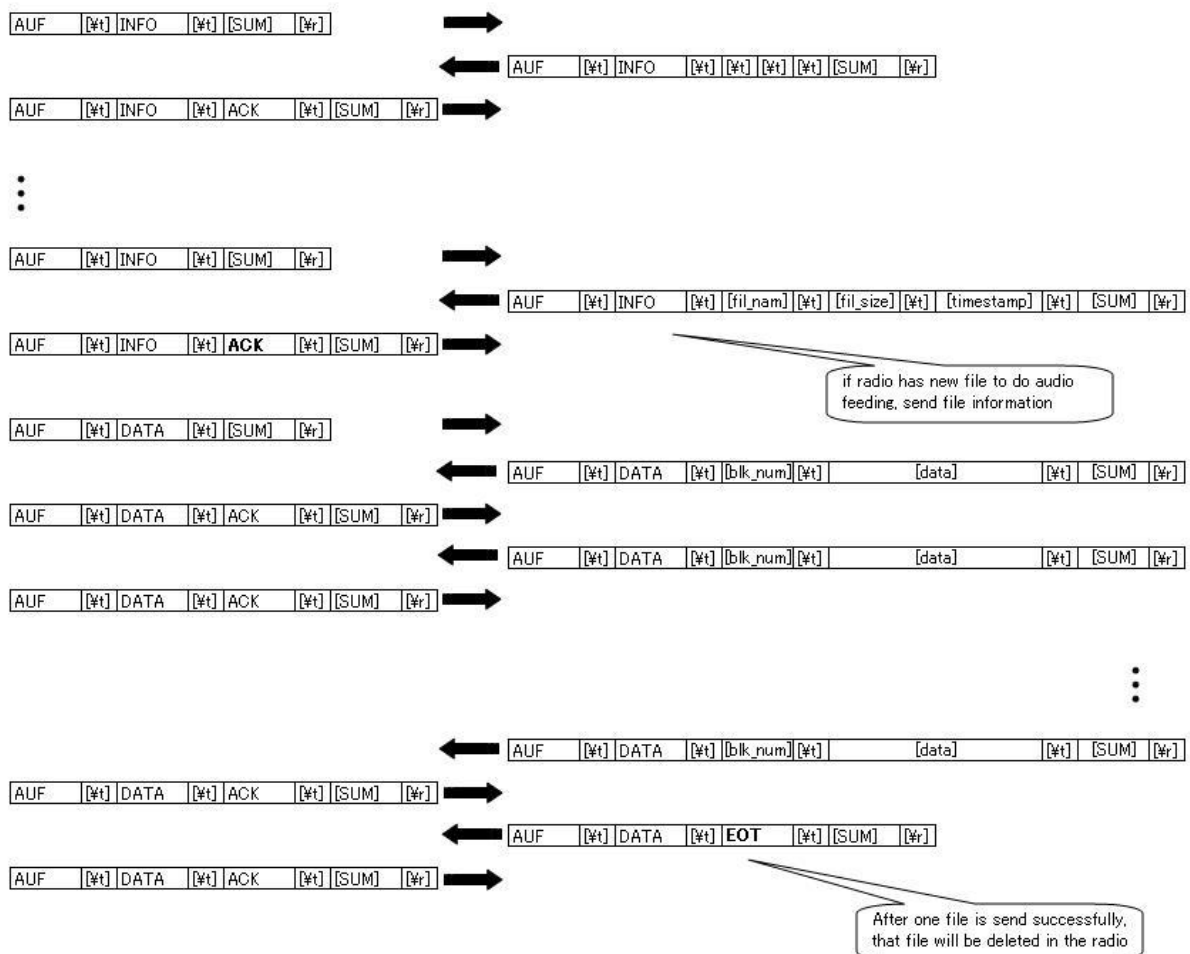 AUF [¥t] INFO [¥t] [SUM] [¥r]
AUF [¥t] INFO [¥t] [¥t] [¥t] [¥t] [SUM] [¥r]
AUF [¥t] INFO [¥t] ACK [¥t] [SUM] [¥r]
AUF [¥t] INFO [¥t] [SUM] [¥r]
AUF [¥t] INFO [¥t] [fil_nam] [¥t] [fil_size] [¥t] [timestamp] [¥t] [SUM] [¥r]
AUF [¥t] INFO [¥t] ACK [¥t] [SUM] [¥r]
if radio has new file to do audio
feeding, send file information
AUF [¥t] DATA [¥t] [SUM] [¥r]
AUF [¥t] DATA [¥t] [blk_num] [¥t] [data] [¥t] [SUM] [¥r]
AUF [¥t] DATA [¥t] ACK [¥t] [SUM] [¥r]
AUF [¥t] DATA [¥t] [blk_num] [¥t] [data] [¥t] [SUM] [¥r]
AUF [¥t] DATA [¥t] ACK [¥t] [SUM] [¥r]
AUF [¥t] DATA [¥t] [blk_num] [¥t] [data] [¥t] [SUM] [¥r]
AUF [¥t] DATA [¥t] ACK [¥t] [SUM] [¥r]
AUF [¥t] DATA [¥t] EOT [¥t] [SUM] [¥r]
AUF [¥t] DATA [¥t] ACK [¥t] [SUM] [¥r]
After one file is send successfully,
that file will be deleted in the radio